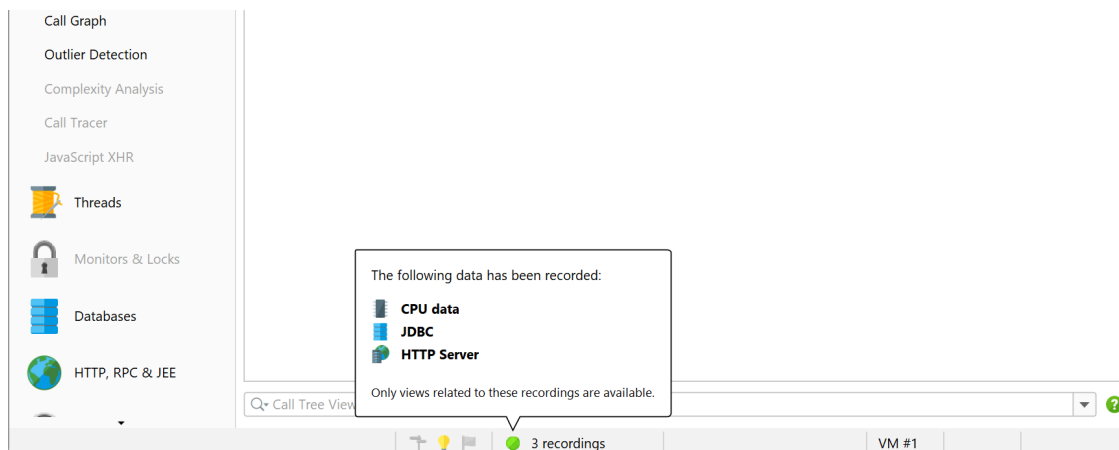 Call Graph
Outlier Detection
Complexity Analysis
Call Tracer
JavaScript XHR
Threads
Monitors & Locks
Databases
HTTP, RPC & JEE
The following data has been recorded:
CPU data
JDBC
HTTP Server
Only views related to these recordings are available.
Call Tree View
?
3 recordings
VM #1